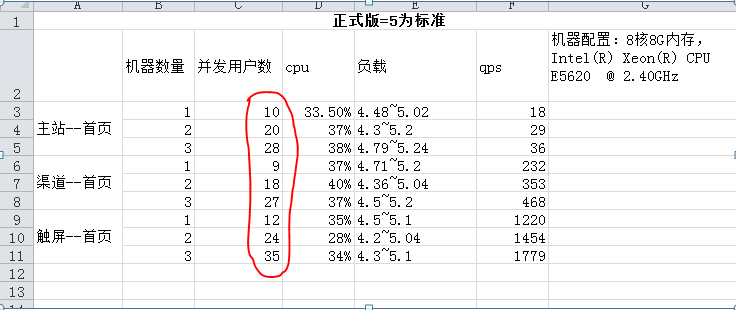 A B C D E F G
1 正式版=5为标准
2 机器数量 并发用户数 cpu 负载 qps 机器配置：8核8G内存，
Intel(R) Xeon(R) CPU
E5620 @ 2.40GHz
3 主站--首页 1 10 33.50% 4.48~5.02 18
4 2 20 37% 4.3~5.2 29
5 3 28 38% 4.79~5.24 36
6 渠道--首页 1 9 37% 4.71~5.2 232
7 2 18 40% 4.36~5.04 353
8 3 27 37% 4.5~5.2 468
9 触屏--首页 1 12 35% 4.5~5.1 1220
10 2 24 28% 4.2~5.04 1454
11 3 35 34% 4.3~5.1 1779
12
13
14